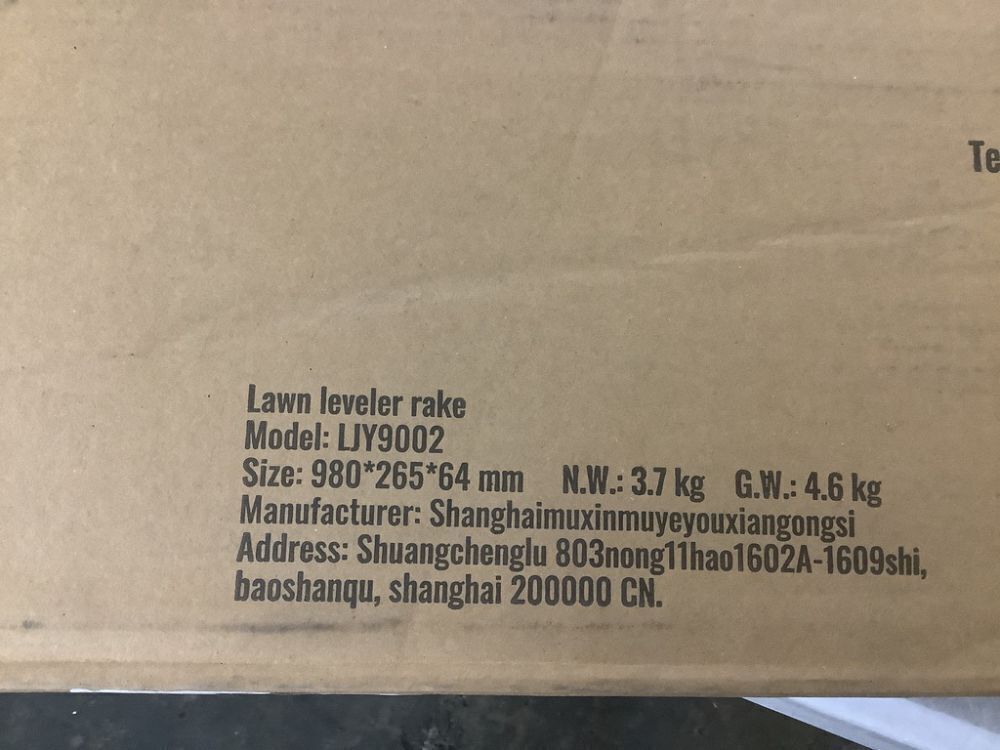 Te
Lawn leveler rake
Model: LJY9002
Size: 980*265*64 mm N.W.: 3.7 kg G.W.: 4.6 kg
Manufacturer: Shanghaimuxinmuyeyouxiangongsi
Address: Shuangchenglu 803nong11hao1602A-1609shi,
baoshanqu, shanghai 200000 CN.